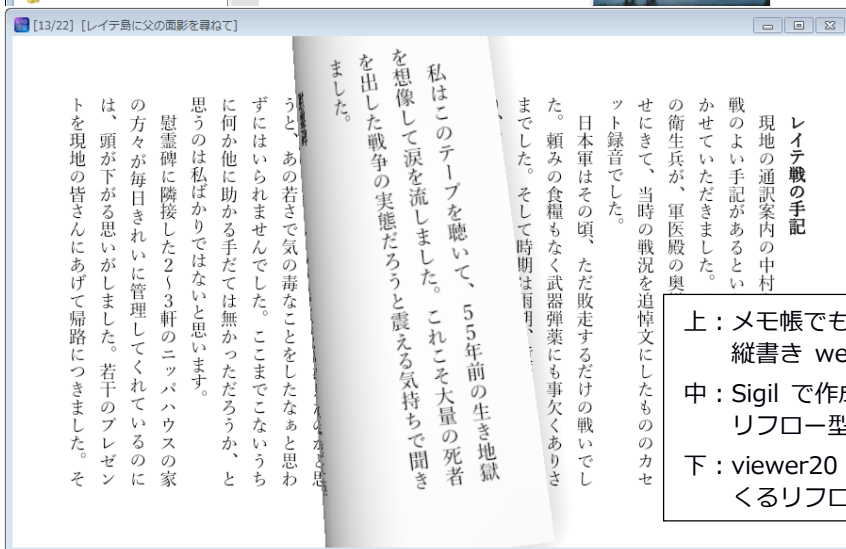 [13/22] [レイテ島に父の面影を尋ねて]
レイテ戦の手記
現地の通訳案内の中村
戦のよい手記があるとい
かせていただきました。
の衛生兵が、軍医殿の奥
せにきて、当時の戦況を追悼文にしたもののカセ
ット録音でした。
日本軍はその頃、ただ敗走するだけの戦いでし
た。頼みの食糧もなく武器弾薬にも事欠くありさ
までした。そして時期は雨期、
私はこのテープを聴いて、55年前の生き地獄
を想像して涙を流しました。これこそ大量の死者
を出した戦争の実態だろうと震える気持ちで聞き
ました。
うと、あの若さで気の毒なことをしたなぁと思わ
ずにはいられませんでした。ここまでこないうち
に何か他に助かる手だては無かっただろうか、と
思うのは私ばかりではないと思います。
慰霊碑に隣接した2〜3軒のニッパハウスの家
の方々が毎日きれいに管理してくれているのに
は、頭が下がる思いがしました。若干のプレゼン
トを現地の皆さんにあげて帰路につきました。そ
上：メモ帳でも
縦書き we
中：Sigil で作成
リフロー型
下：viewer20
くるリフロ